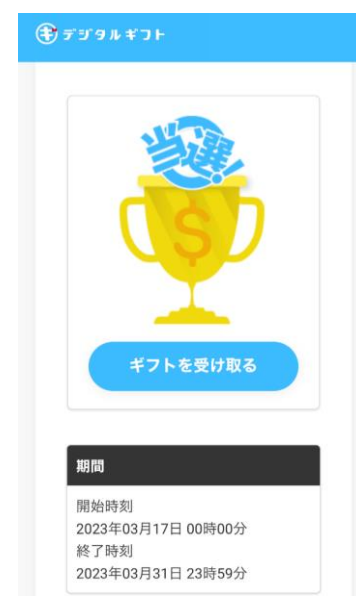 デジタルギフト
当選!
$
ギフトを受け取る
期間
開始時刻
2023年03月17日 00時00分
終了時刻
2023年03月31日 23時59分